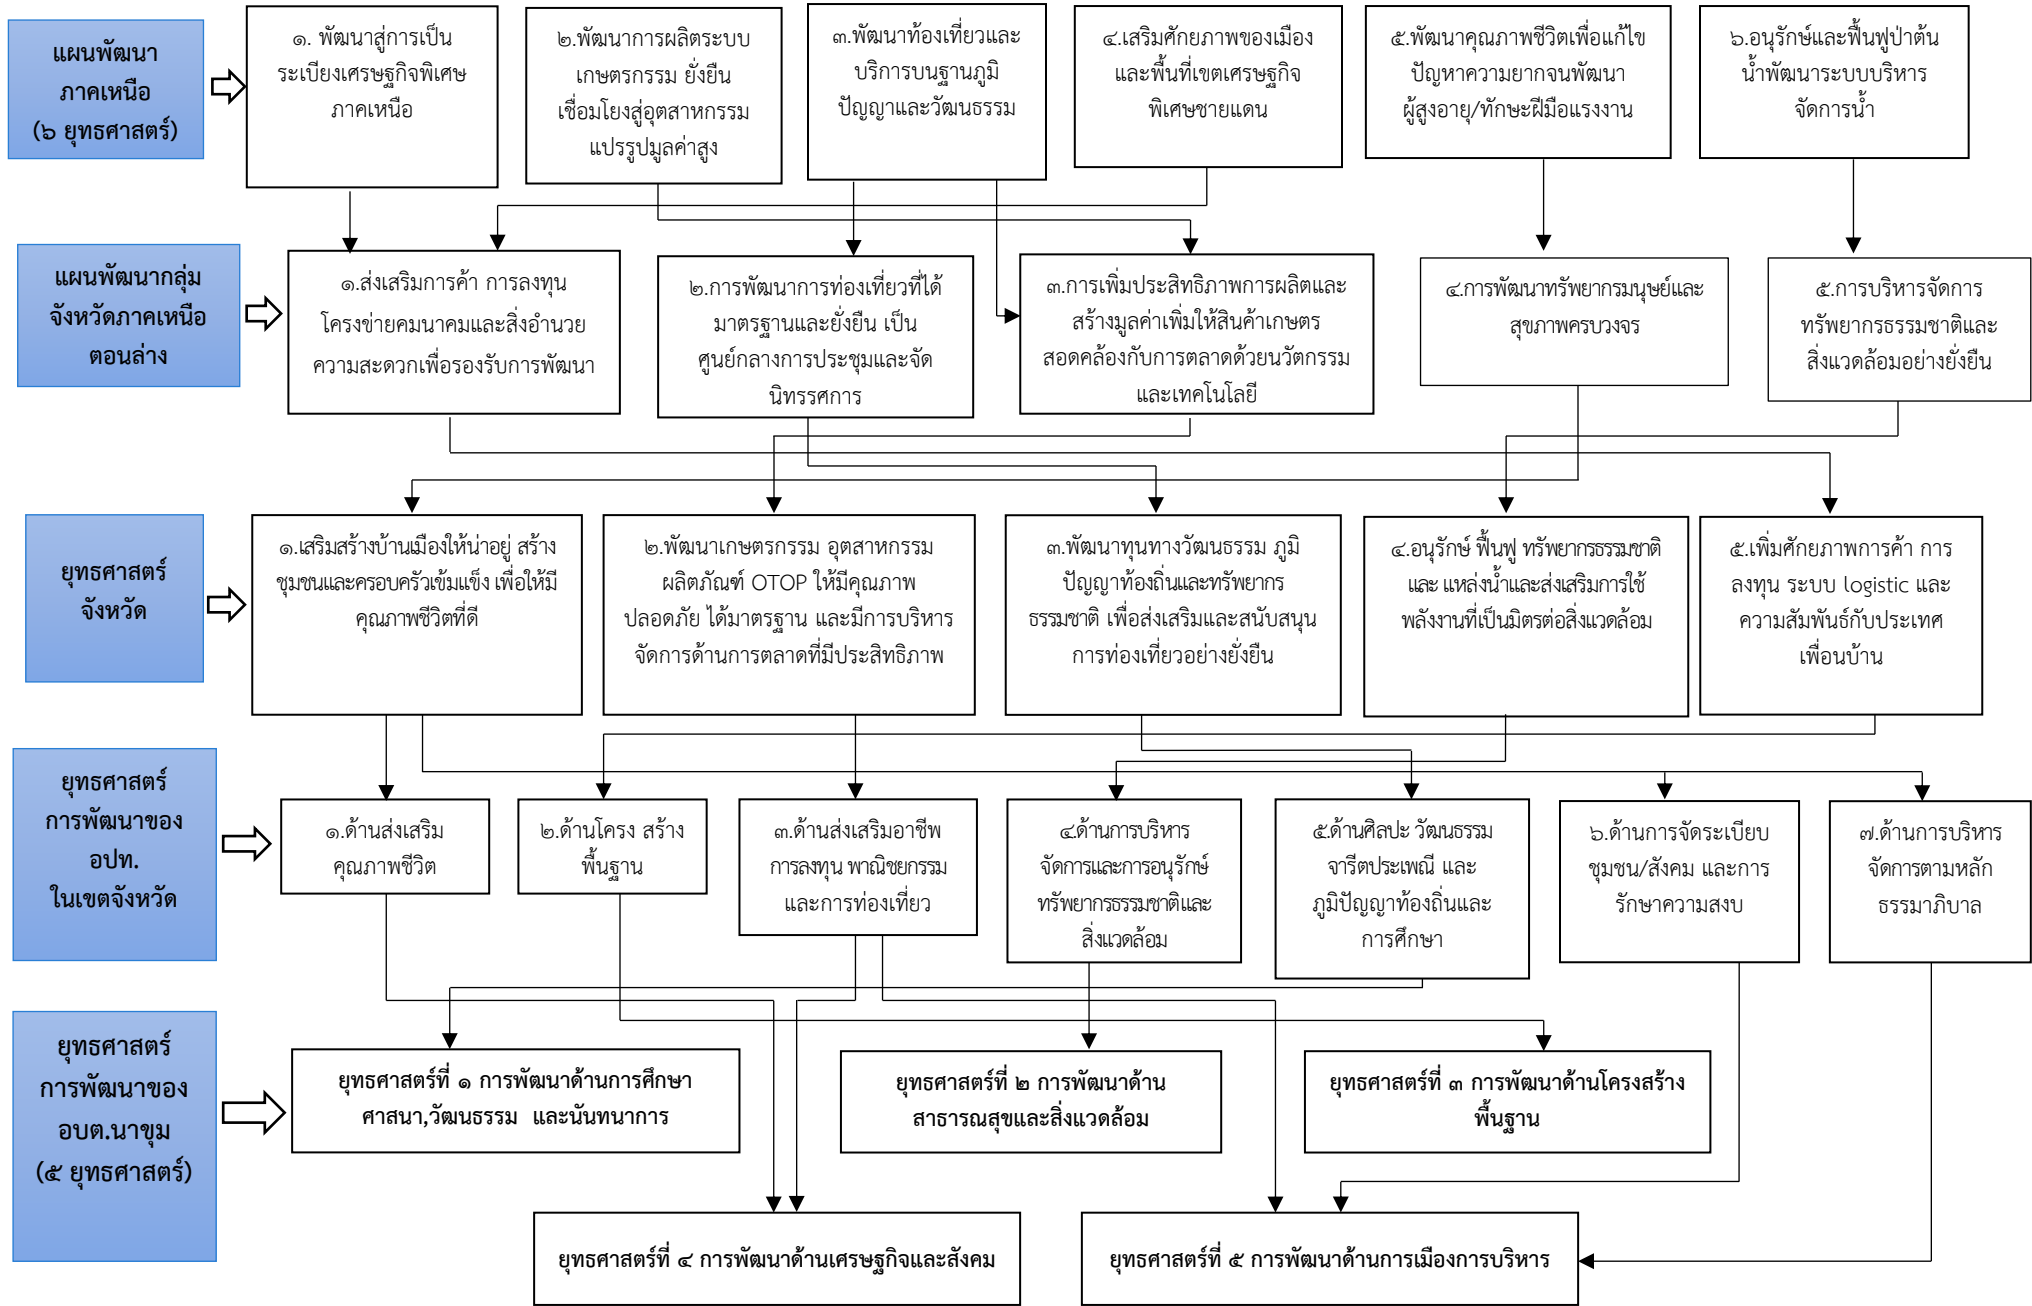 แผนพัฒนา
ภาคเหนือ
(๖ ยุทธศาสตร์)
๑. พัฒนาสู่การเป็น
ระเบียงเศรษฐกิจพิเศษ
ภาคเหนือ
๒.พัฒนาการผลิตระบบ
เกษตรกรรม ยั่งยืน
เชื่อมโยงสู่อุตสาหกรรม
แปรรูปมูลค่าสูง
๓.พัฒนาท้องเที่ยวและ
บริการบนฐานภูมิ
ปัญญาและวัฒนธรรม
๔.เสริมศักยภาพของเมือง
และพื้นที่เขตเศรษฐกิจ
พิเศษชายแดน
๕.พัฒนาคุณภาพชีวิตเพื่อแก้ไข
ปัญหาความยากจนพัฒนา
ผู้สูงอายุ/ทักษะฝีมือแรงงาน
๖.อนุรักษ์และฟื้นฟูป่าต้น
น้ำพัฒนาระบบบริหาร
จัดการน้ำ
แผนพัฒนากลุ่ม
จังหวัดภาคเหนือ
ตอนล่าง
๑.ส่งเสริมการค้า การลงทุน
โครงข่ายคมนาคมและสิ่งอำนวย
ความสะดวกเพื่อรองรับการพัฒนา
๒.การพัฒนาการท่องเที่ยวที่ได้
มาตรฐานและยั่งยืน เป็น
ศูนย์กลางการประชุมและจัด
นิทรรศการ
๓.การเพิ่มประสิทธิภาพการผลิตและ
สร้างมูลค่าเพิ่มให้สินค้าเกษตร
สอดคล้องกับการตลาดด้วยนวัตกรรม
และเทคโนโลยี
๔.การพัฒนาทรัพยากรมนุษย์และ
สุขภาพครบวงจร
๕.การบริหารจัดการ
ทรัพยากรธรรมชาติและ
สิ่งแวดล้อมอย่างยั่งยืน
ยุทธศาสตร์
จังหวัด
๑.เสริมสร้างบ้านเมืองให้น่าอยู่ สร้าง
ชุมชนและครอบครัวเข้มแข็ง เพื่อให้มี
คุณภาพชีวิตที่ดี
๒.พัฒนาเกษตรกรรม อุตสาหกรรม
ผลิตภัณฑ์ OTOP ให้มีคุณภาพ
ปลอดภัย ได้มาตรฐาน และมีการบริหาร
จัดการด้านการตลาดที่มีประสิทธิภาพ
๓.พัฒนาทุนทางวัฒนธรรม ภูมิ
ปัญญาท้องถิ่นและทรัพยากร
ธรรมชาติ เพื่อส่งเสริมและสนับสนุน
การท่องเที่ยวอย่างยั่งยืน
๔.อนุรักษ์ ฟื้นฟู ทรัพยากรธรรมชาติ
และ แหล่งน้ำและส่งเสริมการใช้
พลังงานที่เป็นมิตรต่อสิ่งแวดล้อม
๕.เพิ่มศักยภาพการค้า การ
ลงทุน ระบบ logistic และ
ความสัมพันธ์กับประเทศ
เพื่อนบ้าน
ยุทธศาสตร์
การพัฒนาของ
อปท.
ในเขตจังหวัด
๑.ด้านส่งเสริม
คุณภาพชีวิต
๒.ด้านโครง สร้าง
พื้นฐาน
๓.ด้านส่งเสริมอาชีพ
การลงทุน พาณิชยกรรม
และการท่องเที่ยว
๔.ด้านการบริหาร
จัดการและการอนุรักษ์
ทรัพยากรธรรมชาติและ
สิ่งแวดล้อม
๕.ด้านศิลปะ วัฒนธรรม
จารีตประเพณี และ
ภูมิปัญญาท้องถิ่นและ
การศึกษา
๖.ด้านการจัดระเบียบ
ชุมชน/สังคม และการ
รักษาความสงบ
๗.ด้านการบริหาร
จัดการตามหลัก
ธรรมาภิบาล
ยุทธศาสตร์
การพัฒนาของ
อบต.นาขุม
(๕ ยุทธศาสตร์)
ยุทธศาสตร์ที่ ๑ การพัฒนาด้านการศึกษา
ศาสนา,วัฒนธรรม และนันทนาการ
ยุทธศาสตร์ที่ ๒ การพัฒนาด้าน
สาธารณสุขและสิ่งแวดล้อม
ยุทธศาสตร์ที่ ๓ การพัฒนาด้านโครงสร้าง
พื้นฐาน
ยุทธศาสตร์ที่ ๔ การพัฒนาด้านเศรษฐกิจและสังคม
ยุทธศาสตร์ที่ ๕ การพัฒนาด้านการเมืองการบริหาร